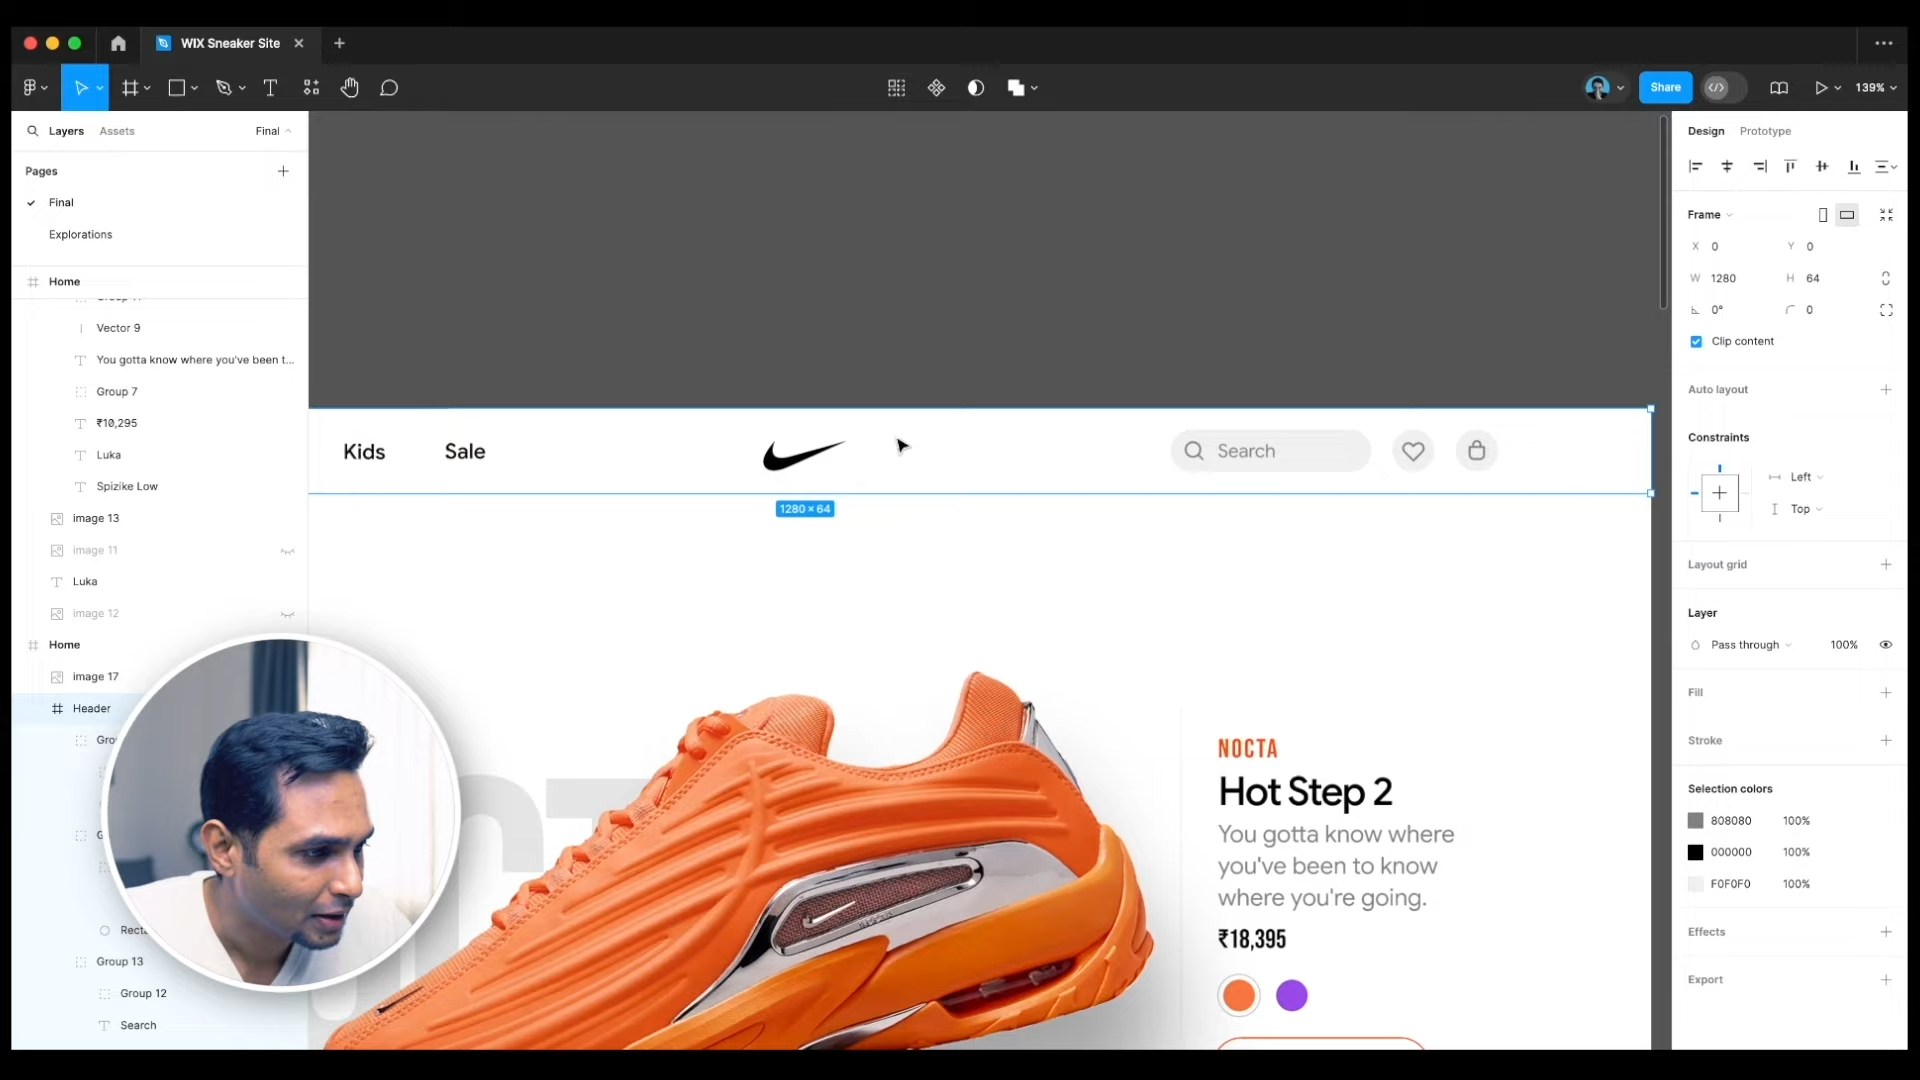 WIX Sneaker Site
Share
139%
Layers
Assets
Final
Pages
Final
Explorations
Home
Vector 9
You gotta know where you've been t...
Group 7
₹10,295
Luka
Spizike Low
image 13
image 11
Luka
image 12
Home
image 17
Header
Group 13
Group 12
Search
Kids
Sale
Search
1280 × 64
NOCTA
Hot Step 2
You gotta know where
you've been to know
where you're going.
₹18,395
Design
Prototype
Frame
X 0 Y 0
W 1280 H 64
0° 0
Clip content
Auto layout
Constraints
Left
Top
Layout grid
Layer
Pass through 100%
Fill
Stroke
Selection colors
808080 100%
000000 100%
F0F0F0 100%
Effects
Export